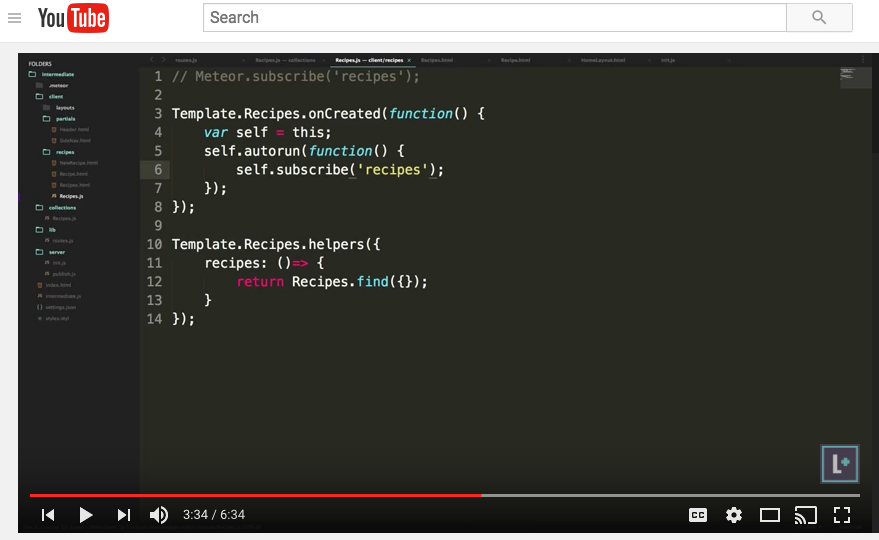 YouTube
Search
FOLDERS
intermediate
.meteor
client
layouts
partials
Header.html
SideNav.html
recipes
NewRecipe.html
Recipe.html
Recipes.html
Recipes.js
collections
Recipes.js
lib
routes.js
server
init.js
publish.js
index.html
intermediate.js
settings.json
routes.js Recipes.js — collections Recipes.js — client/recipes × Recipes.html Recipe.html HomeLayout.html init.js
1 // Meteor.subscribe('recipes');
2
3 Template.Recipes.onCreated(function() {
4 var self = this;
5 self.autorun(function() {
6 self.subscribe('recipes');
7 });
8 });
9
10 Template.Recipes.helpers({
11 recipes: ()=> {
12 return Recipes.find({});
13 }
14 });
L+
3:34 / 6:34
CC